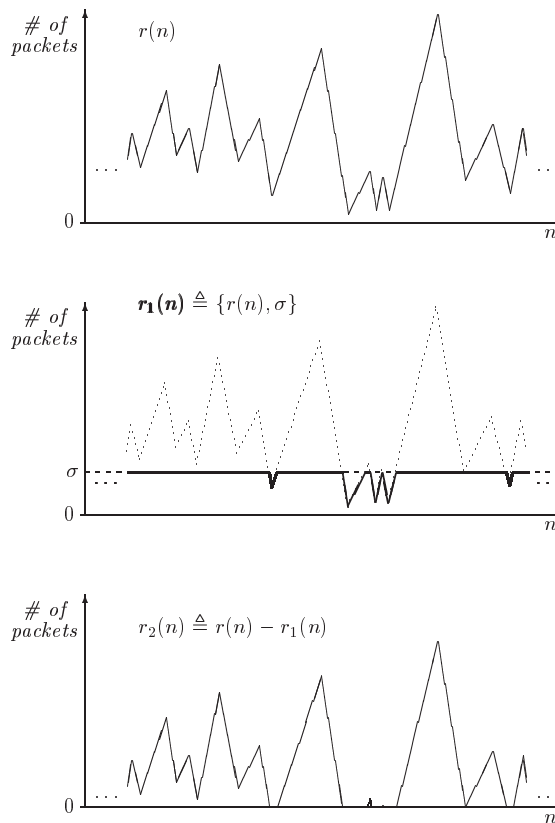 # of
packets
r(n)
. . .
. .
0
n
# of
packets
r₁(n) ≜ {r(n), σ}
σ
. . .
. .
0
n
# of
packets
r₂(n) ≜ r(n) − r₁(n)
. . .
. .
0
n